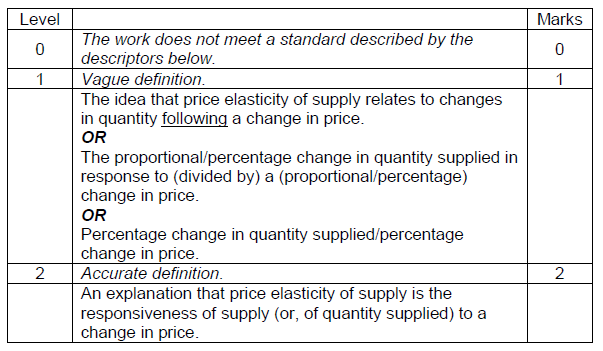 Level Marks
0 The work does not meet a standard described by the descriptors below. 0
1 Vague definition. 1
The idea that price elasticity of supply relates to changes
in quantity following a change in price.
OR
The proportional/percentage change in quantity supplied in
response to (divided by) a (proportional/percentage)
change in price.
OR
Percentage change in quantity supplied/percentage
change in price.
2 Accurate definition. 2
An explanation that price elasticity of supply is the
responsiveness of supply (or, of quantity supplied) to a
change in price.